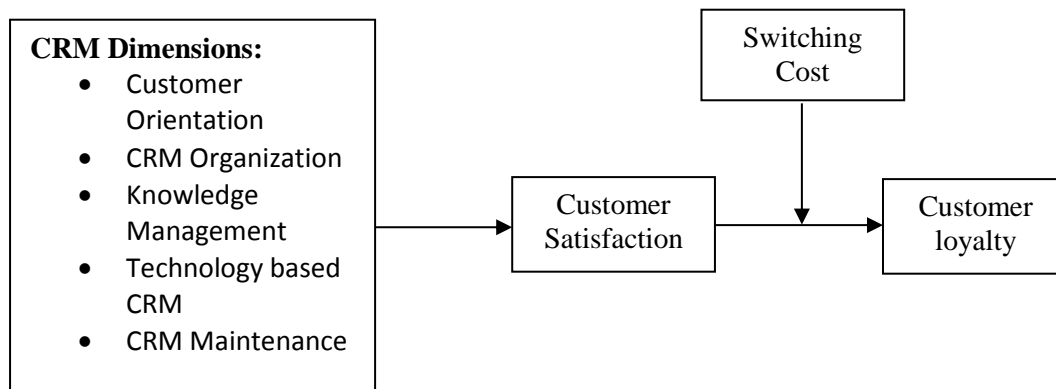 CRM Dimensions:
• Customer
Orientation
• CRM Organization
• Knowledge
Management
• Technology based
CRM
• CRM Maintenance
Switching
Cost
Customer
Satisfaction
Customer
loyalty